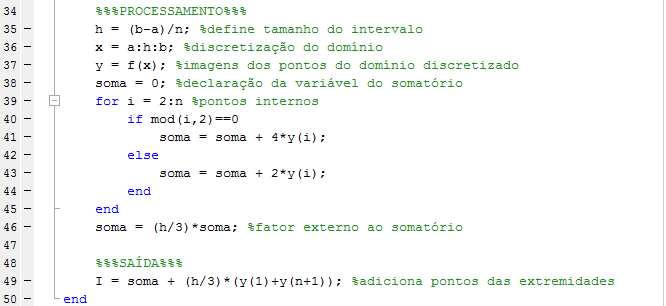 34 %%%PROCESSAMENTO%%%
35 – h = (b-a)/n; %define tamanho do intervalo
36 – x = a:h:b; %discretização do domínio
37 – y = f(x); %imagens dos pontos do domínio discretizado
38 – soma = 0; %declaração da variável do somatório
39 – for i = 2:n %pontos internos
40 – if mod(i,2)==0
41 – soma = soma + 4*y(i);
42 – else
43 – soma = soma + 2*y(i);
44 – end
45 – end
46 – soma = (h/3)*soma; %fator externo ao somatório
47
48 %%%SAÍDA%%%
49 – I = soma + (h/3)*(y(1)+y(n+1)); %adiciona pontos das extremidades
50 – end